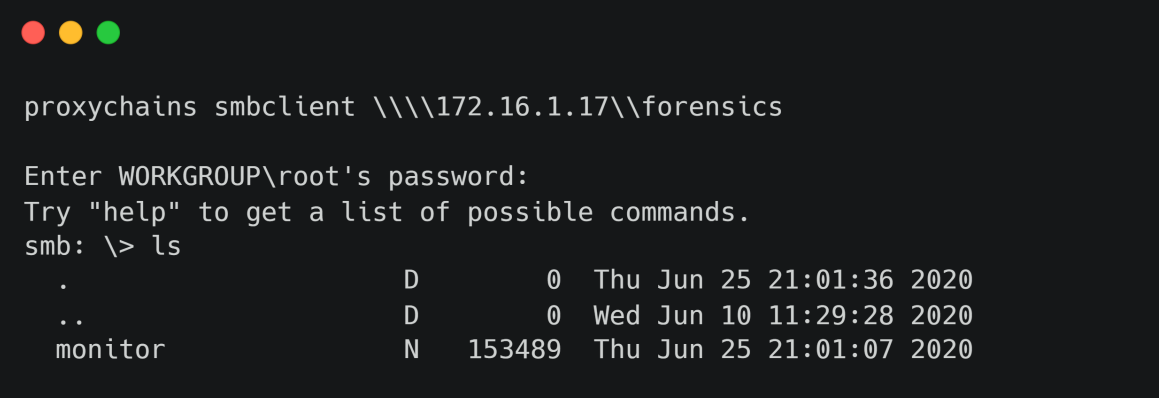 proxychains smbclient \\\\172.16.1.17\\forensics
Enter WORKGROUP\root's password:
Try "help" to get a list of possible commands.
smb: \> ls
. D 0 Thu Jun 25 21:01:36 2020
.. D 0 Wed Jun 10 11:29:28 2020
monitor N 153489 Thu Jun 25 21:01:07 2020